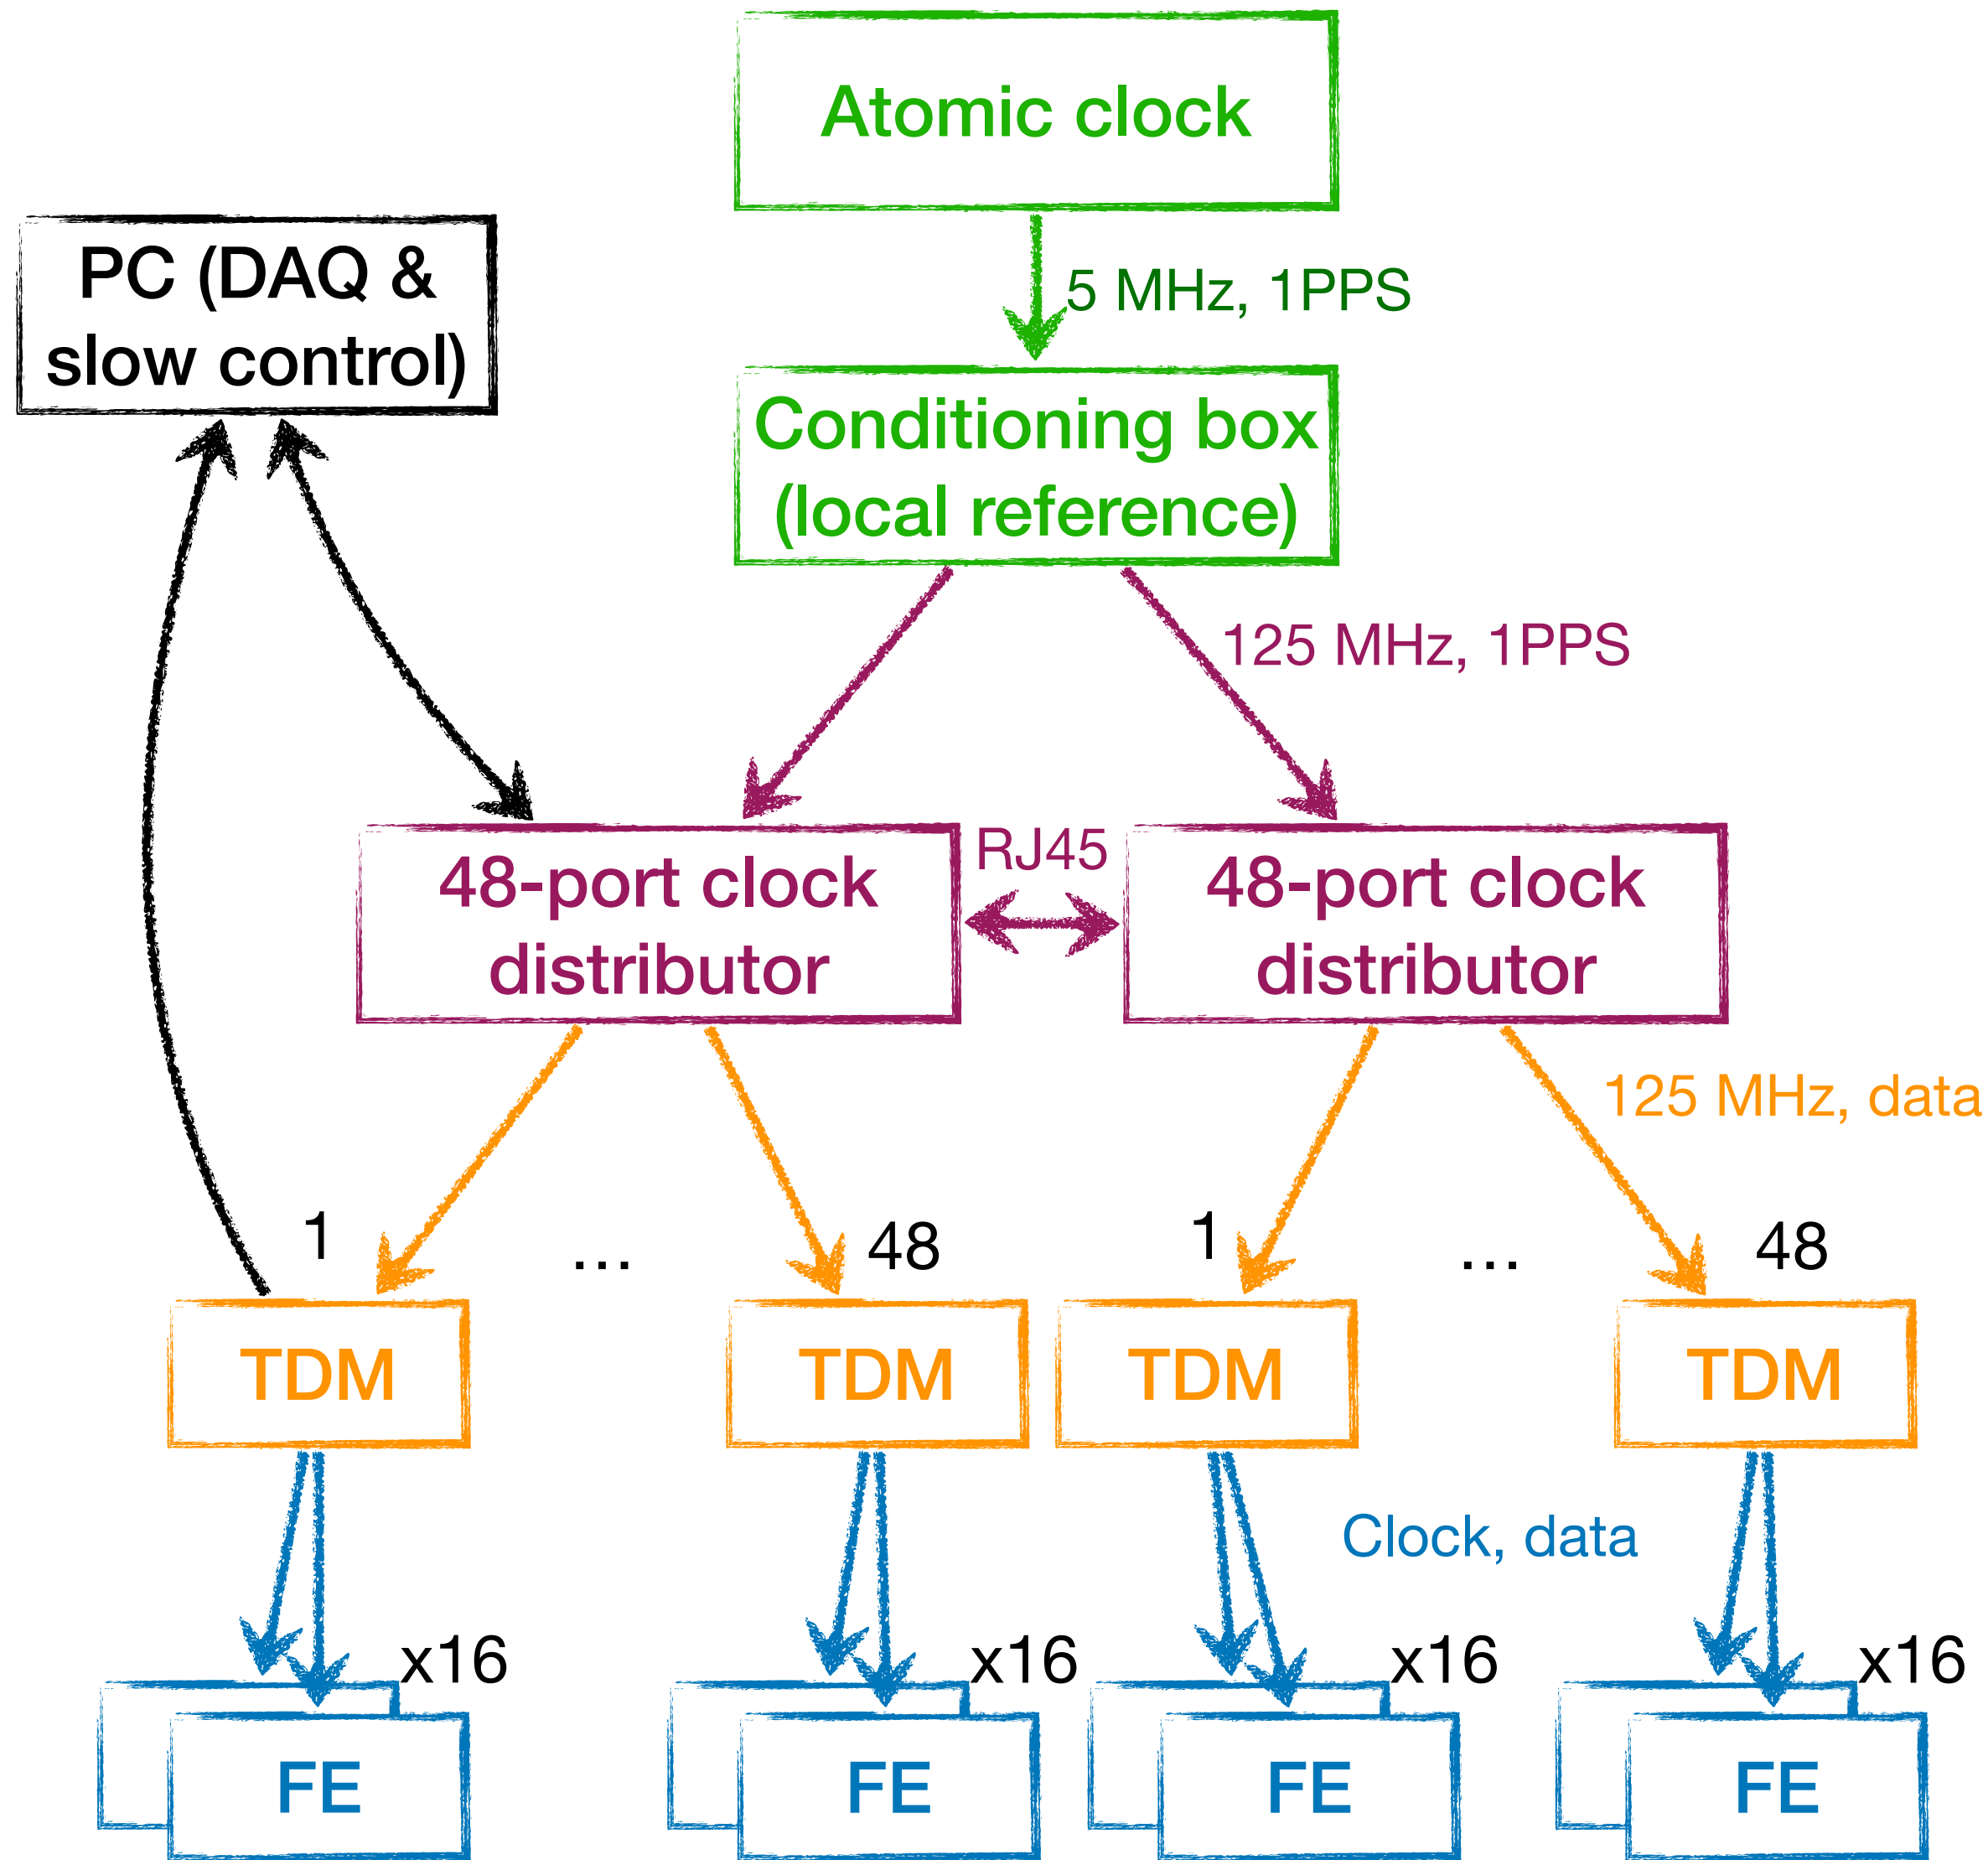 Atomic clock
PC (DAQ &
slow control)
5 MHz, 1PPS
Conditioning box
(local reference)
125 MHz, 1PPS
RJ45
48-port clock
distributor
48-port clock
distributor
125 MHz, data
1 ... 48 1 ... 48
TDM TDM TDM TDM
Clock, data
x16 x16 x16 x16
FE FE FE FE